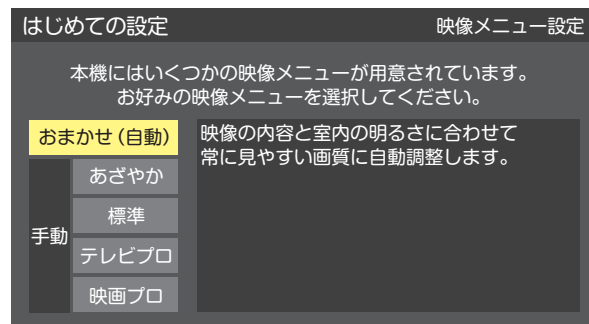 はじめての設定
映像メニュー設定
本機にはいくつかの映像メニューが用意されています。
お好みの映像メニューを選択してください。
おまかせ(自動)
手動
あざやか
標準
テレビプロ
映画プロ
映像の内容と室内の明るさに合わせて
常に見やすい画質に自動調整します。